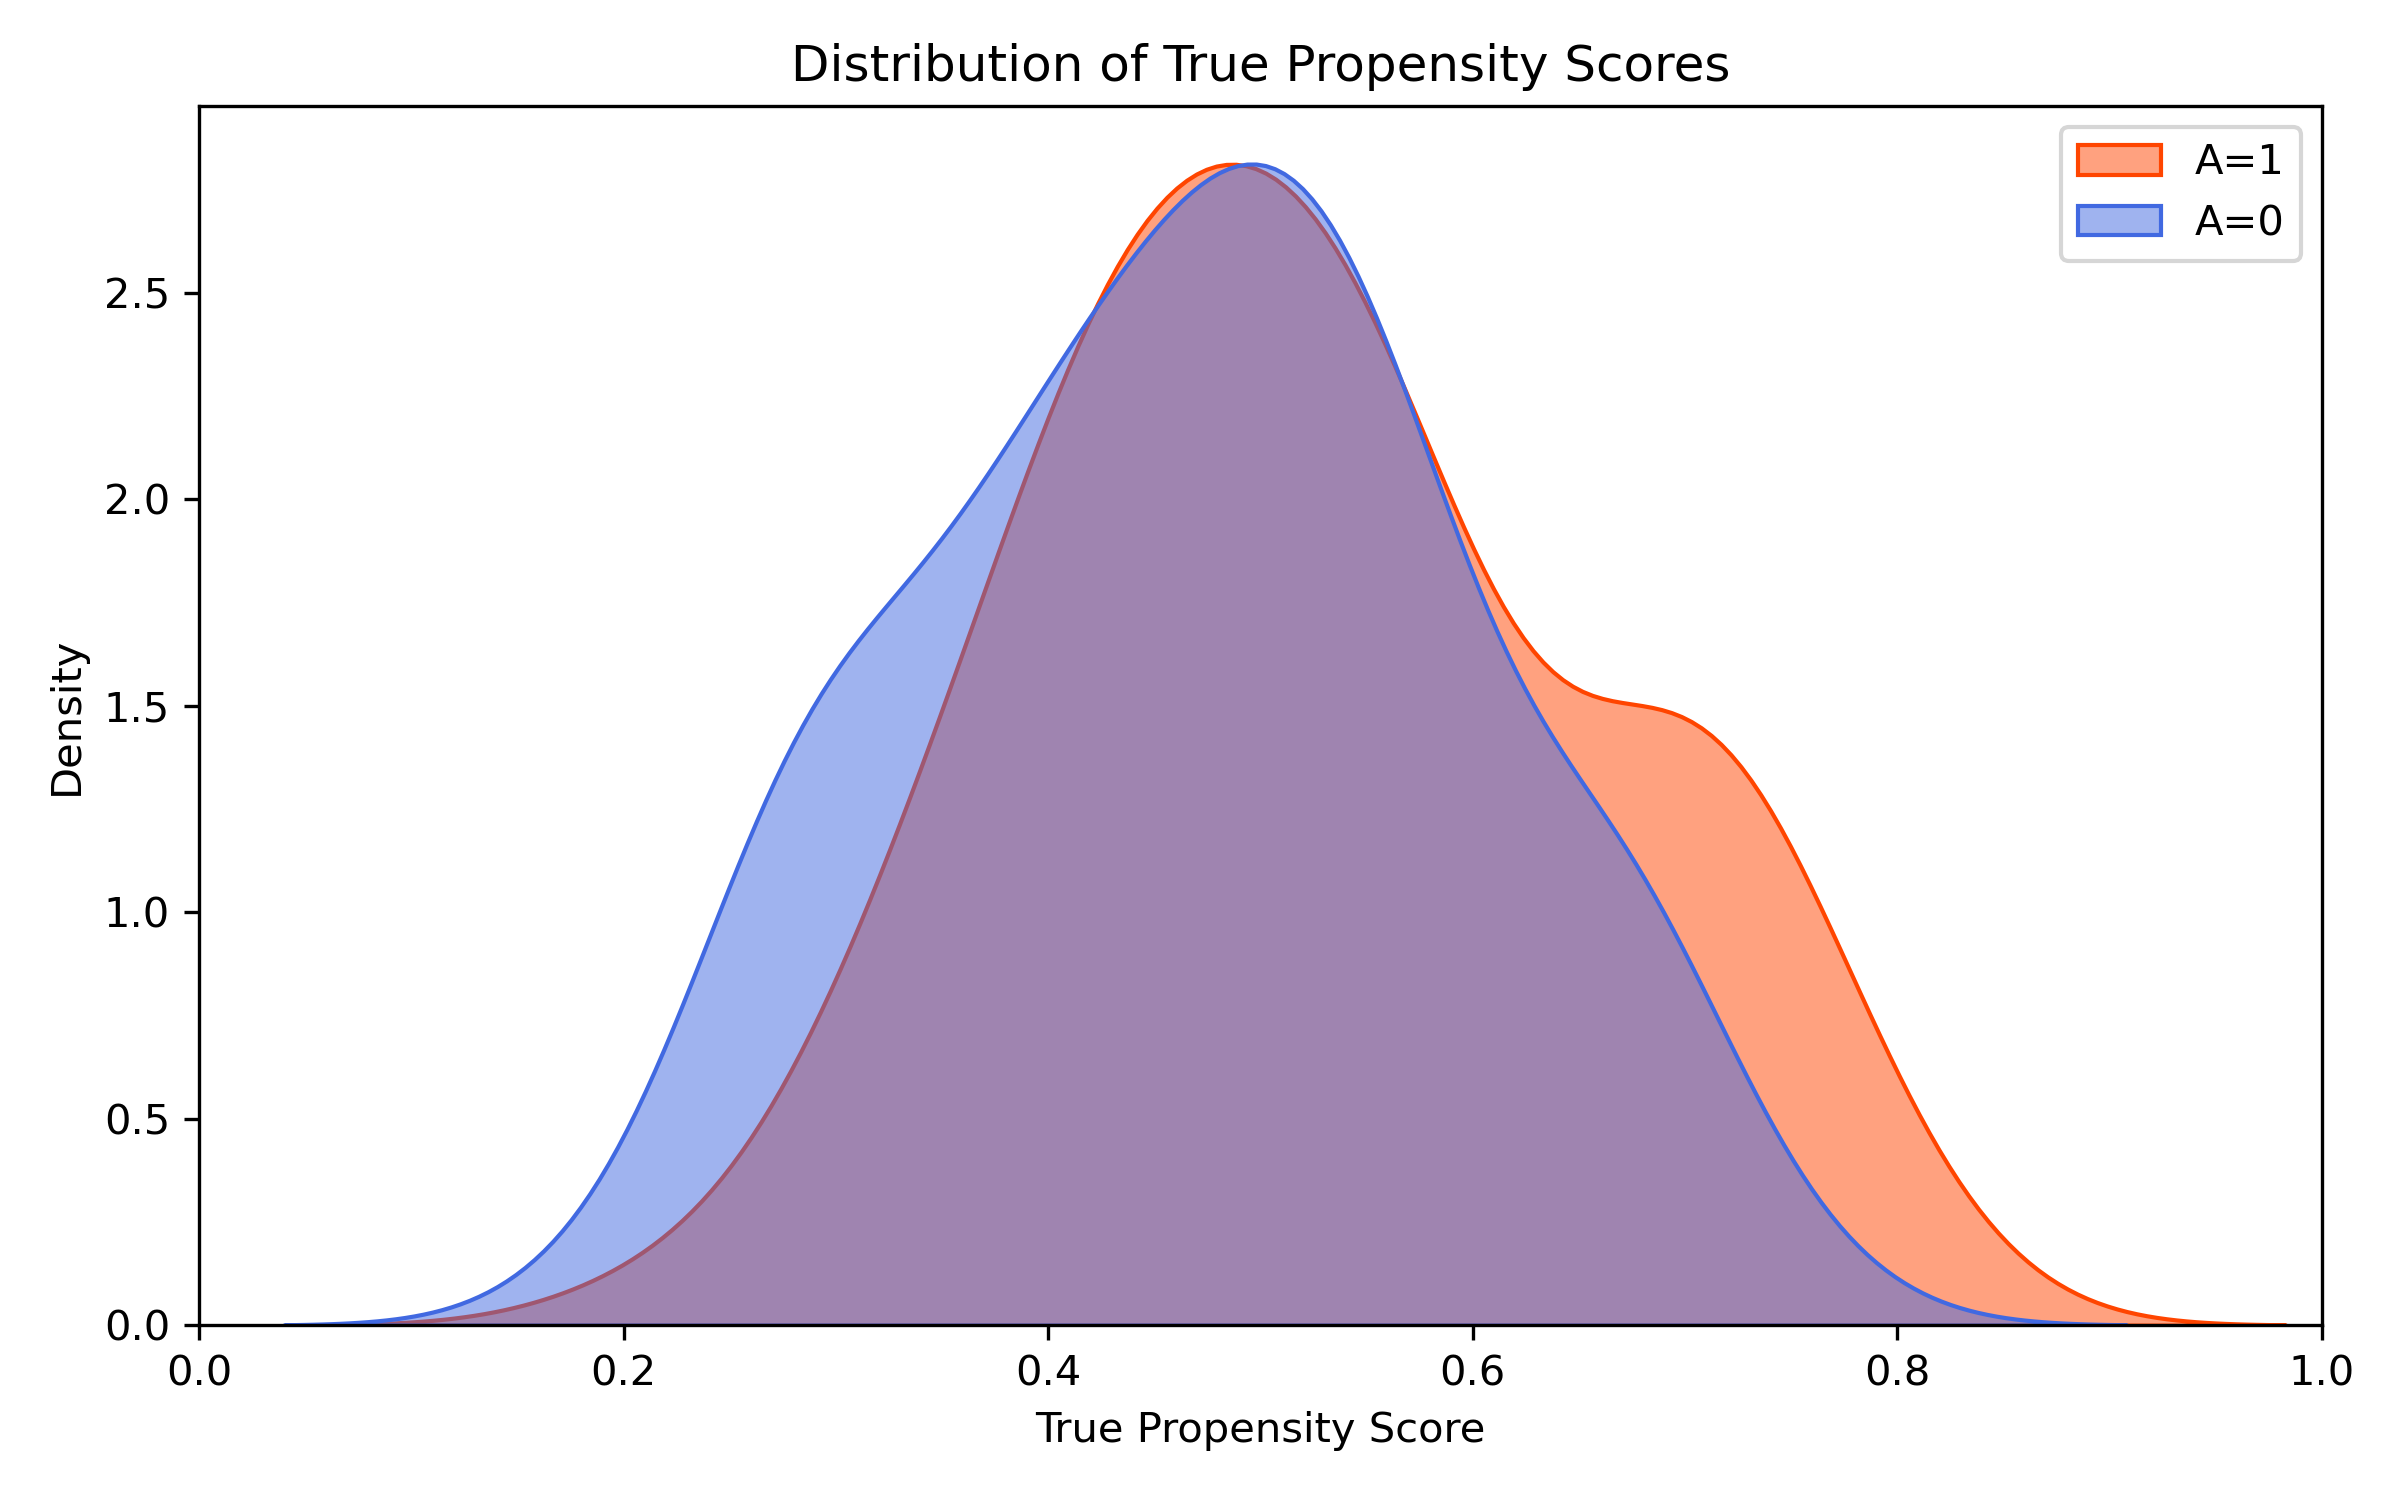 Distribution of True Propensity Scores
A=1
A=0
Density
2.5
2.0
1.5
1.0
0.5
0.0
0.0 0.2 0.4 0.6 0.8 1.0
True Propensity Score